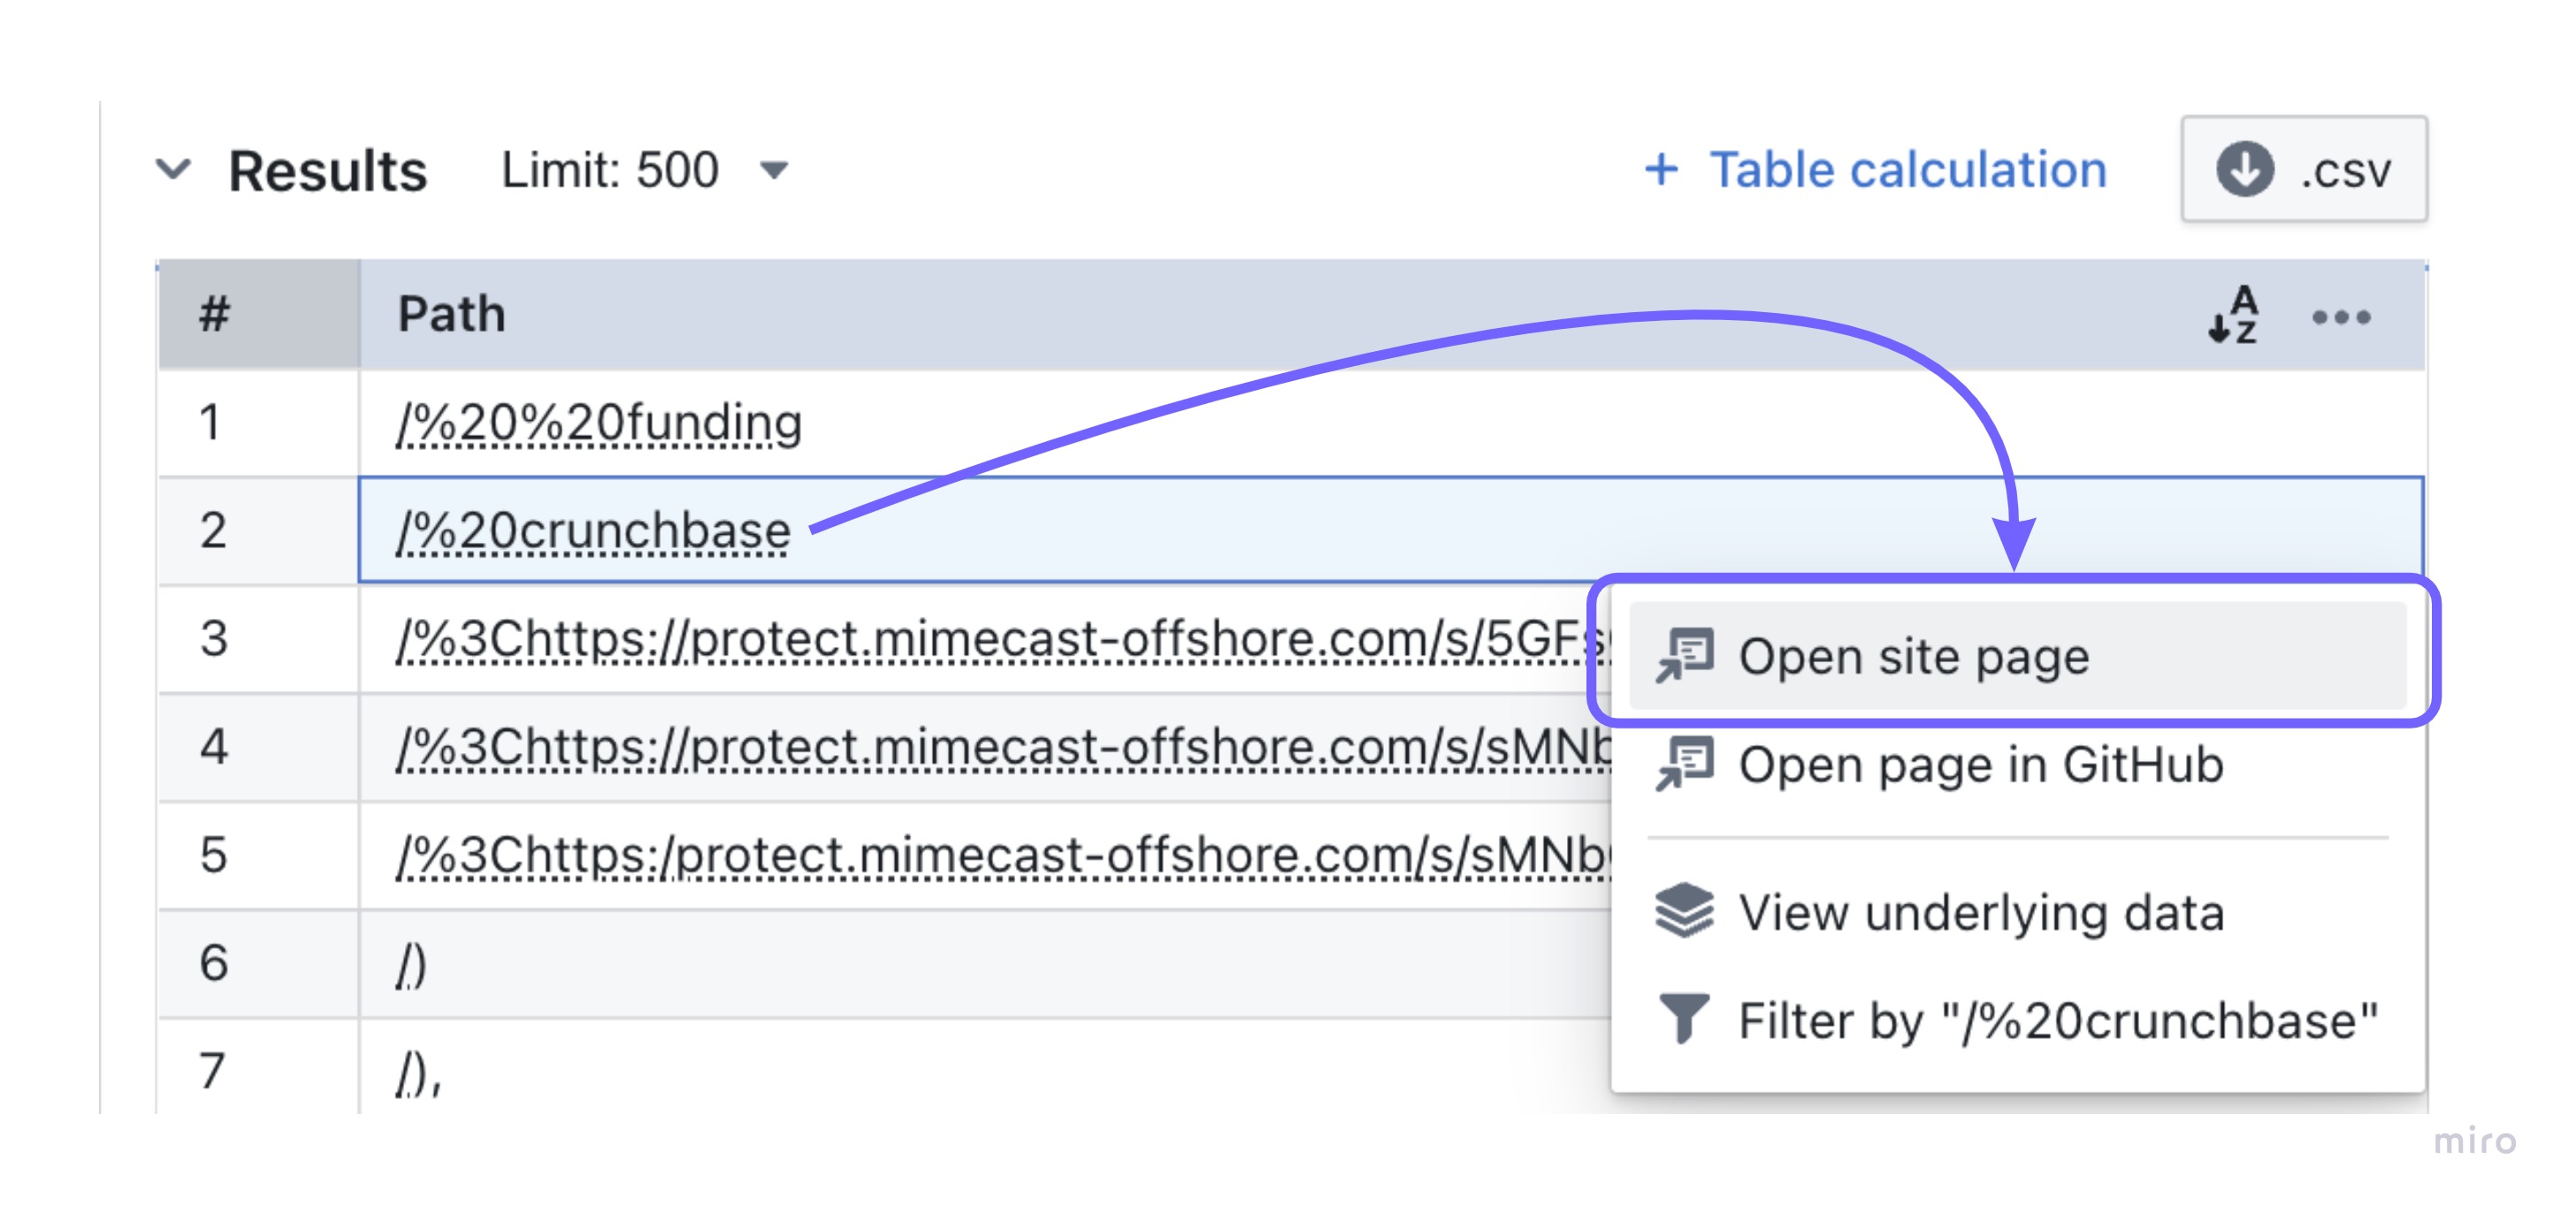 Results Limit: 500 + Table calculation .csv
# Path A Z
1 /%20%20funding
2 /%20crunchbase
3 /%3Chttps://protect.mimecast-offshore.com/s/5GFs
Open site page
4 /%3Chttps://protect.mimecast-offshore.com/s/sMNb
Open page in GitHub
5 /%3Chttps:/protect.mimecast-offshore.com/s/sMNb
View underlying data
6 /)
Filter by "/%20crunchbase"
7 /),
miro